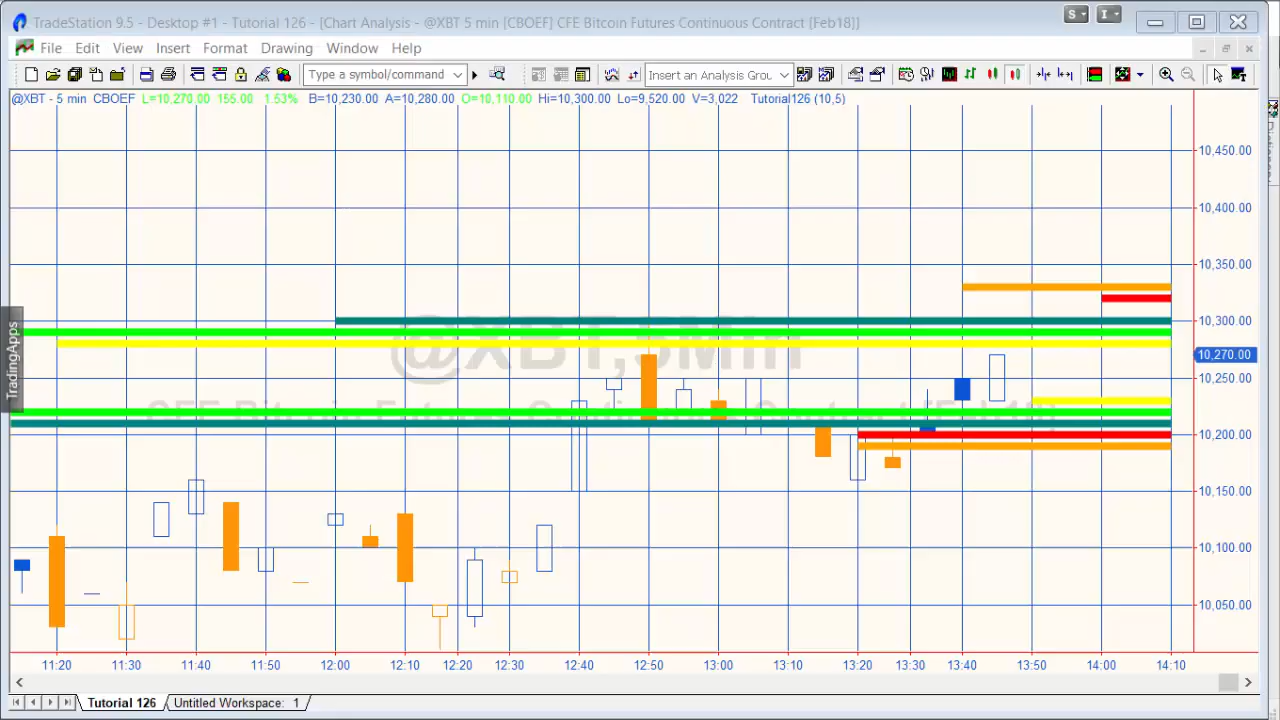 TradeStation 9.5 - Desktop #1 - Tutorial 126 - [Chart Analysis - @XBT 5 min [CBOEF] CFE Bitcoin Futures Continuous Contract [Feb18]]
S I
File Edit View Insert Format Drawing Window Help
Type a symbol/command Insert an Analysis Grou
@XBT - 5 min CBOEF L=10,270.00 155.00 1.53% B=10,230.00 A=10,280.00 O=10,110.00 Hi=10,300.00 Lo=9,520.00 V=3,022 Tutorial126 (10,5)
10,450.00
10,400.00
10,350.00
10,300.00
10,270.00
10,250.00
10,200.00
10,150.00
10,100.00
10,050.00
@XBT,5Min
CFE Bitcoin Futures Continuous Contract [Feb18]
TradingApps
11:20 11:30 11:40 11:50 12:00 12:10 12:20 12:30 12:40 12:50 13:00 13:10 13:20 13:30 13:40 13:50 14:00 14:10
Tutorial 126 Untitled Workspace: 1